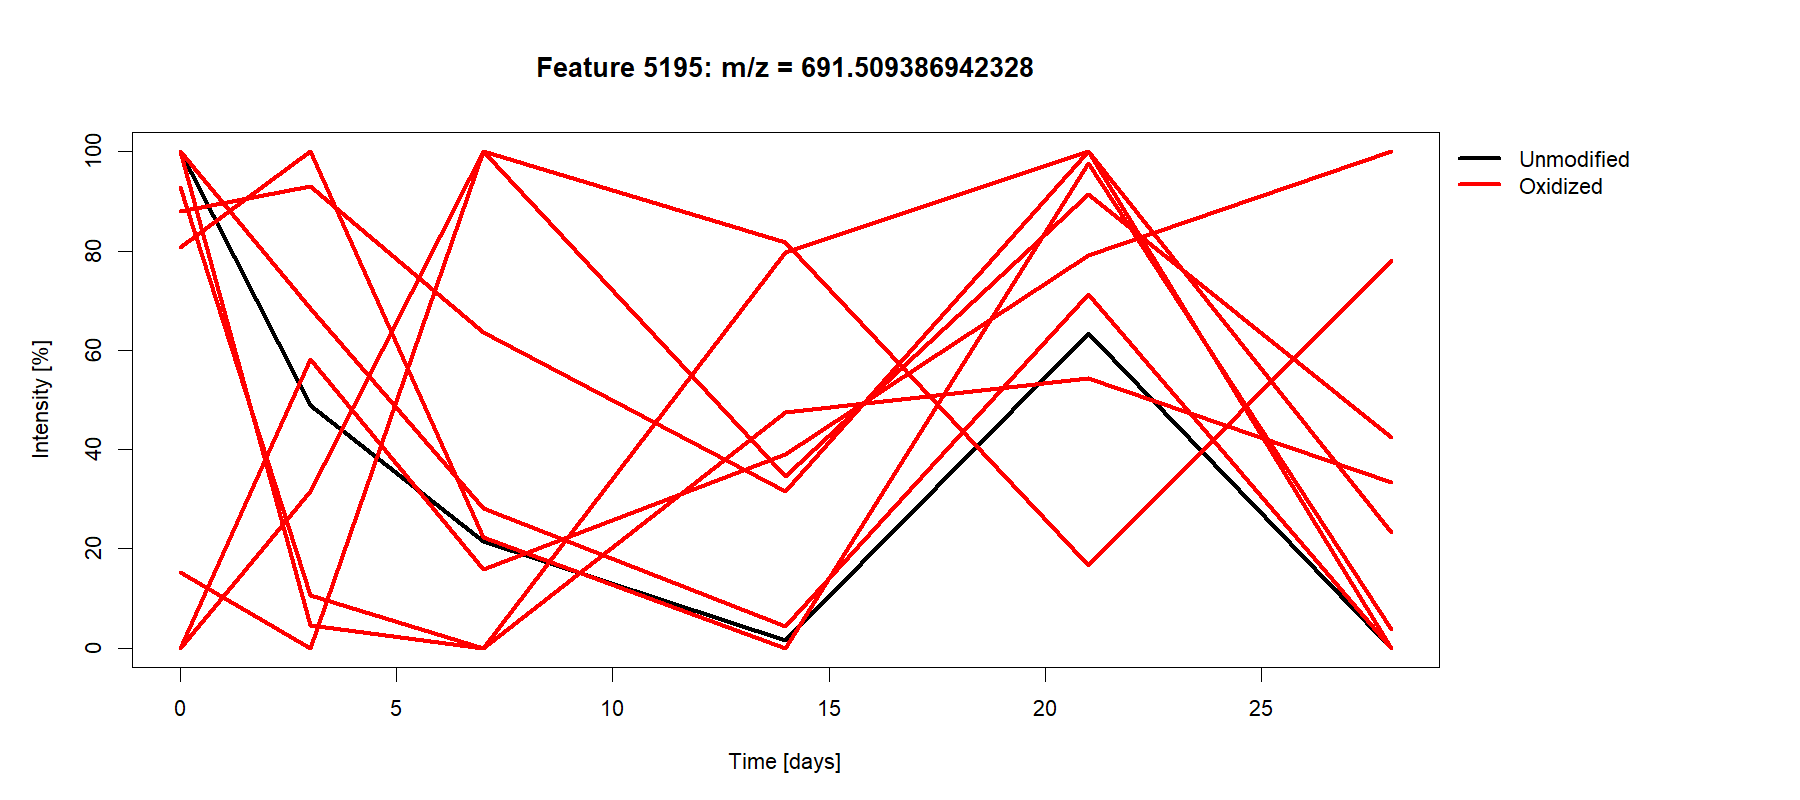 Feature 5195: m/z = 691.509386942328
Unmodified
Oxidized
Intensity [%]
100
80
60
40
20
0
0 5 10 15 20 25
Time [days]